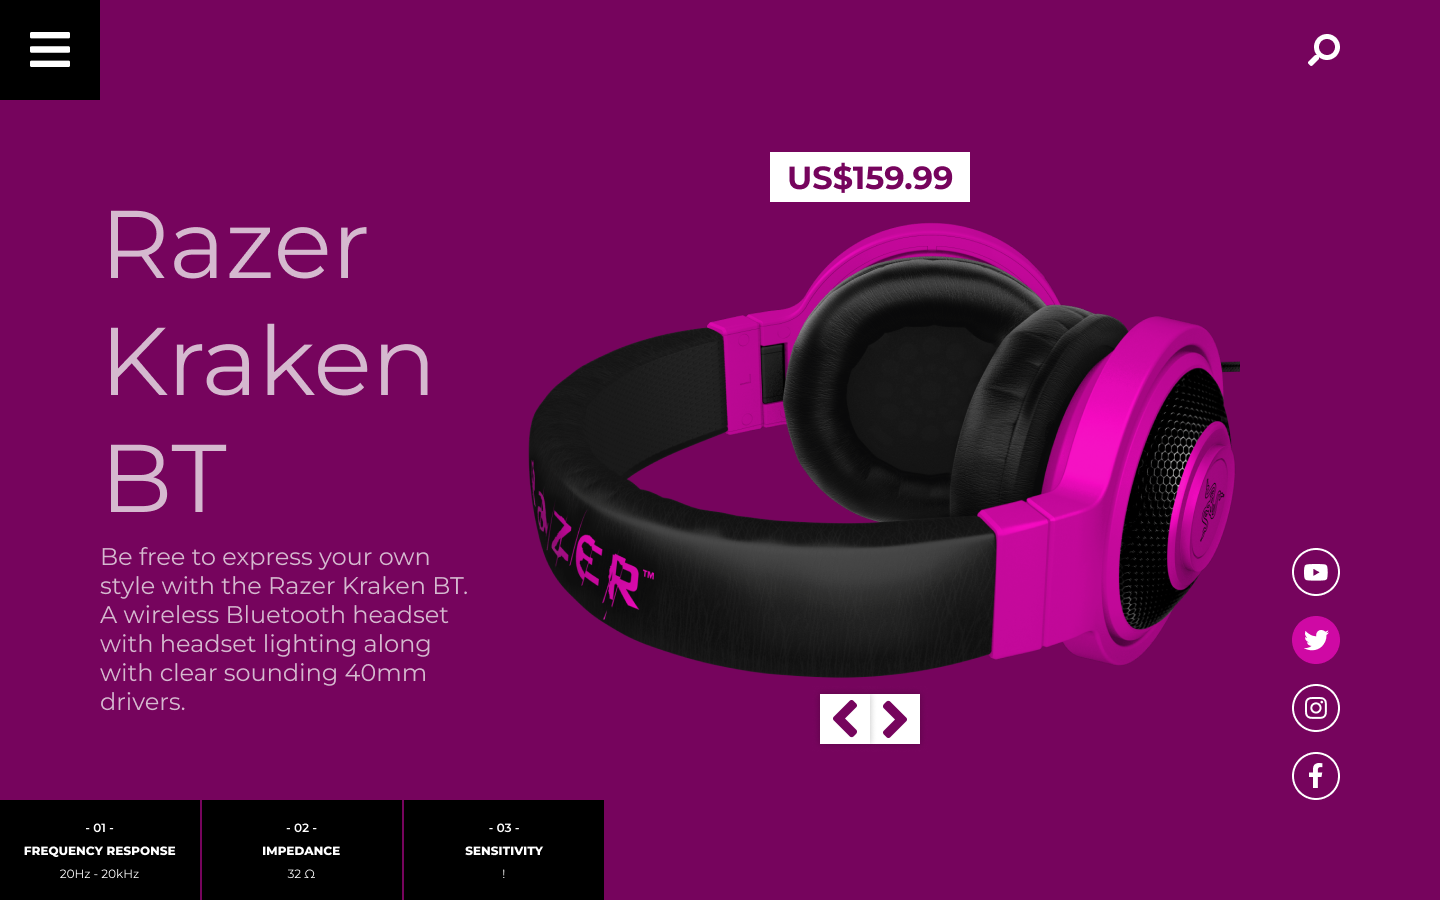 US$159.99
Razer
Kraken
BT
Be free to express your own
style with the Razer Kraken BT.
A wireless Bluetooth headset
with headset lighting along
with clear sounding 40mm
drivers.
RAZER™
- 01 -
FREQUENCY RESPONSE
20Hz - 20kHz
- 02 -
IMPEDANCE
32 Ω
- 03 -
SENSITIVITY
!